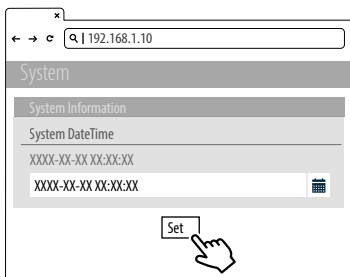 192.168.1.10
System
System Information
System DateTime
XXXX-XX-XX XX:XX:XX
XXXX-XX-XX XX:XX:XX
Set